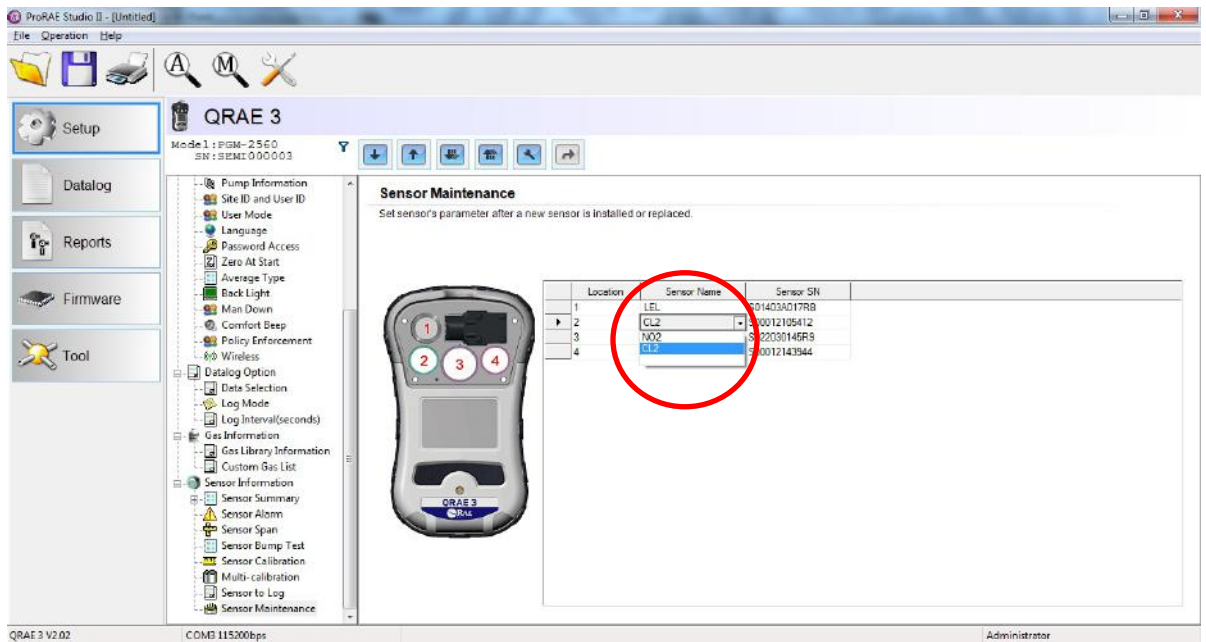 ProRAE Studio II - [Untitled]
File Operation Help
A M
Setup
Datalog
Reports
Firmware
Tool
QRAE 3
Model:PGM-2560
SN:SEMI000003
Pump Information
Site ID and User ID
User Mode
Language
Password Access
Zero At Start
Average Type
Back Light
Man Down
Comfort Beep
Policy Enforcement
Wireless
Datalog Option
Data Selection
Log Mode
Log Interval(seconds)
Gas Information
Gas Library Information
Custom Gas List
Sensor Information
Sensor Summary
Sensor Alarm
Sensor Span
Sensor Bump Test
Sensor Calibration
Multi-calibration
Sensor to Log
Sensor Maintenance
Sensor Maintenance
Set sensor's parameter after a new sensor is installed or replaced.
1
2 3 4
QRAE 3
RAE
Location Sensor Name Sensor SN
1 LEL S01403A017R8
2 CL2 S00012105412
3 NO2 S022030145R9
CL2
4 S00012143944
QRAE 3 V2.02 COM3 115200bps Administrator